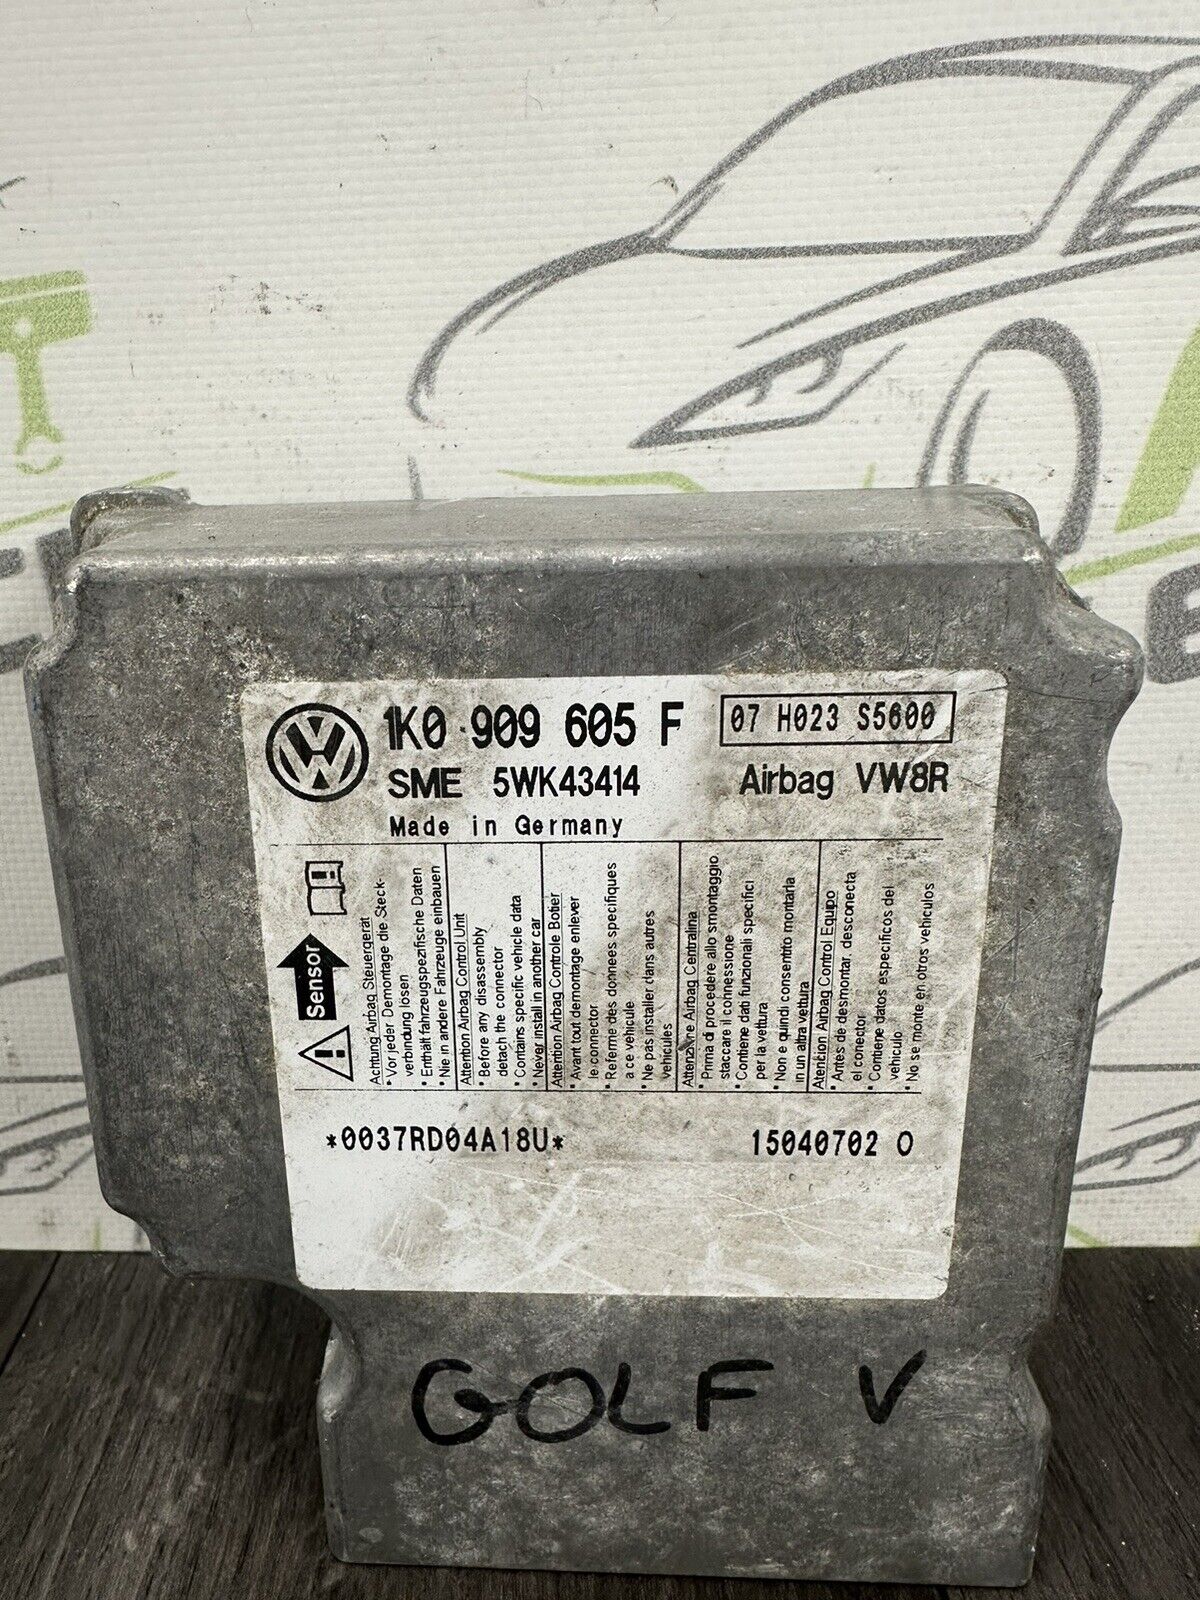 1K0 909 605 F
07 H023 S5600
SME 5WK43414
Airbag VW8R
Made in Germany
Sensor
Achtung Airbag Steuergerät
• Vor jeder Demontage die Steck-
verbindung lösen
• Enthält fahrzeugspezifische Daten
• Nie in andere Fahrzeuge einbauen
Attention Airbag Control Unit
• Before any disassembly
detach the connector
• Contains specific vehicle data
• Never install in another car
Attention Airbag Controle Botier
• Avant tout demontage enlever
le connector
• Referme des donnees specifiques
a ce vehicule
• Ne pas installer dans autres
vehicules
Attenzione Airbag Centralina
• Prima di procedere allo smontaggio
staccare il connessione
• Contiene dati funzionali specifici
per la vettura
• Non e quindi consentito montarla
in un altra vettura
Atencion Airbag Control Equipo
• Antes de desmontar, desconecta
el conector
• Contiene datos especificos del
vehiculo
• No se monte en otros vehiculos
*0037RD04A18U*
15040702 0
GOLF V